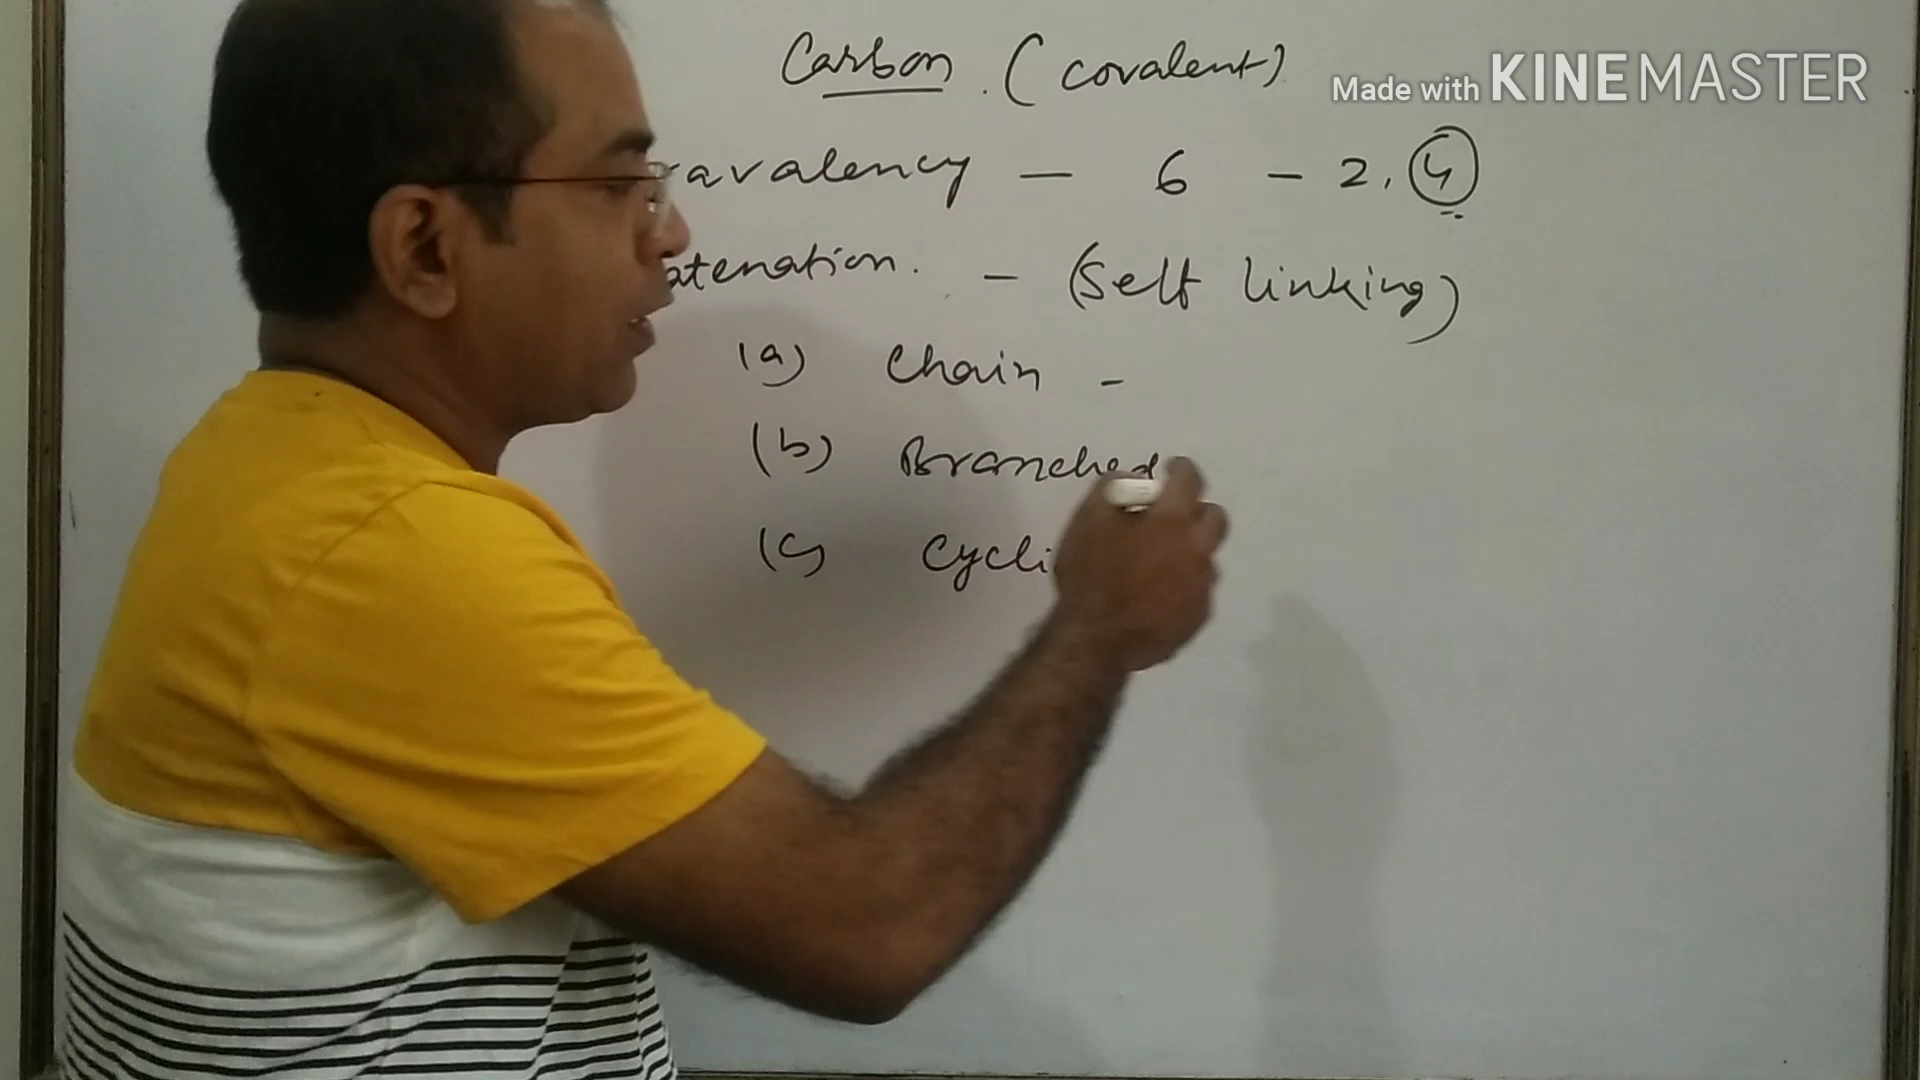 Carbon. (covalent)
Made with KINEMASTER
ravalency - 6 - 2, 4
atenation. - (Self linking)
(a) Chain -
(b) Branched
(c) Cycli